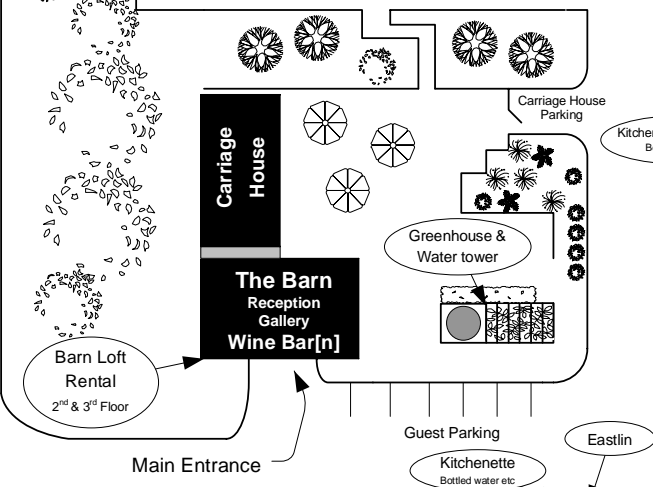 Carriage House
Parking
Carriage
House
Greenhouse &
Water tower
The Barn
Reception
Gallery
Wine Bar[n]
Barn Loft
Rental
2nd & 3rd Floor
Guest Parking
Main Entrance
Kitchenette
Bottled water etc
Eastlin